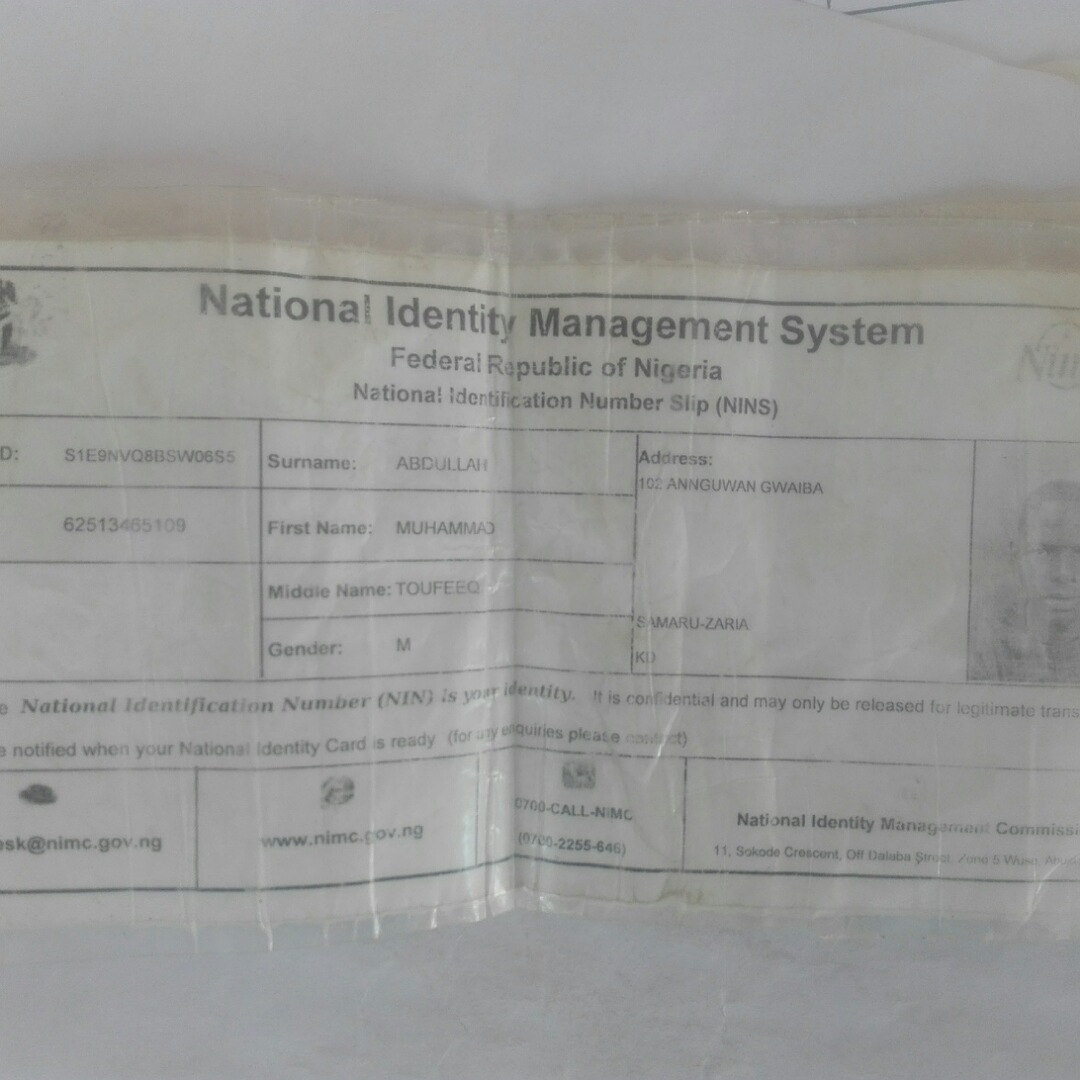 National Identity Management System
Federal Republic of Nigeria
National Identification Number Slip (NINS)
D: S1E9NVQ8BSW06S5
Surname: ABDULLAH
Address:
102 ANNGUWAN GWAIBA
62513465109
First Name: MUHAMMAD
Middle Name: TOUFEEQ
SAMARU-ZARIA
Gender: M
KD
e National Identification Number (NIN) is your identity. It is confidential and may only be released for legitimate trans
e notified when your National Identity Card is ready (for any enquiries please contact)
esk@nimc.gov.ng
www.nimc.gov.ng
0700-CALL-NIMC
(0700-2255-646)
National Identity Management Commissi
11, Sokode Crescent, Off Dalaba Street, Zone 5 Wuse, Abuja